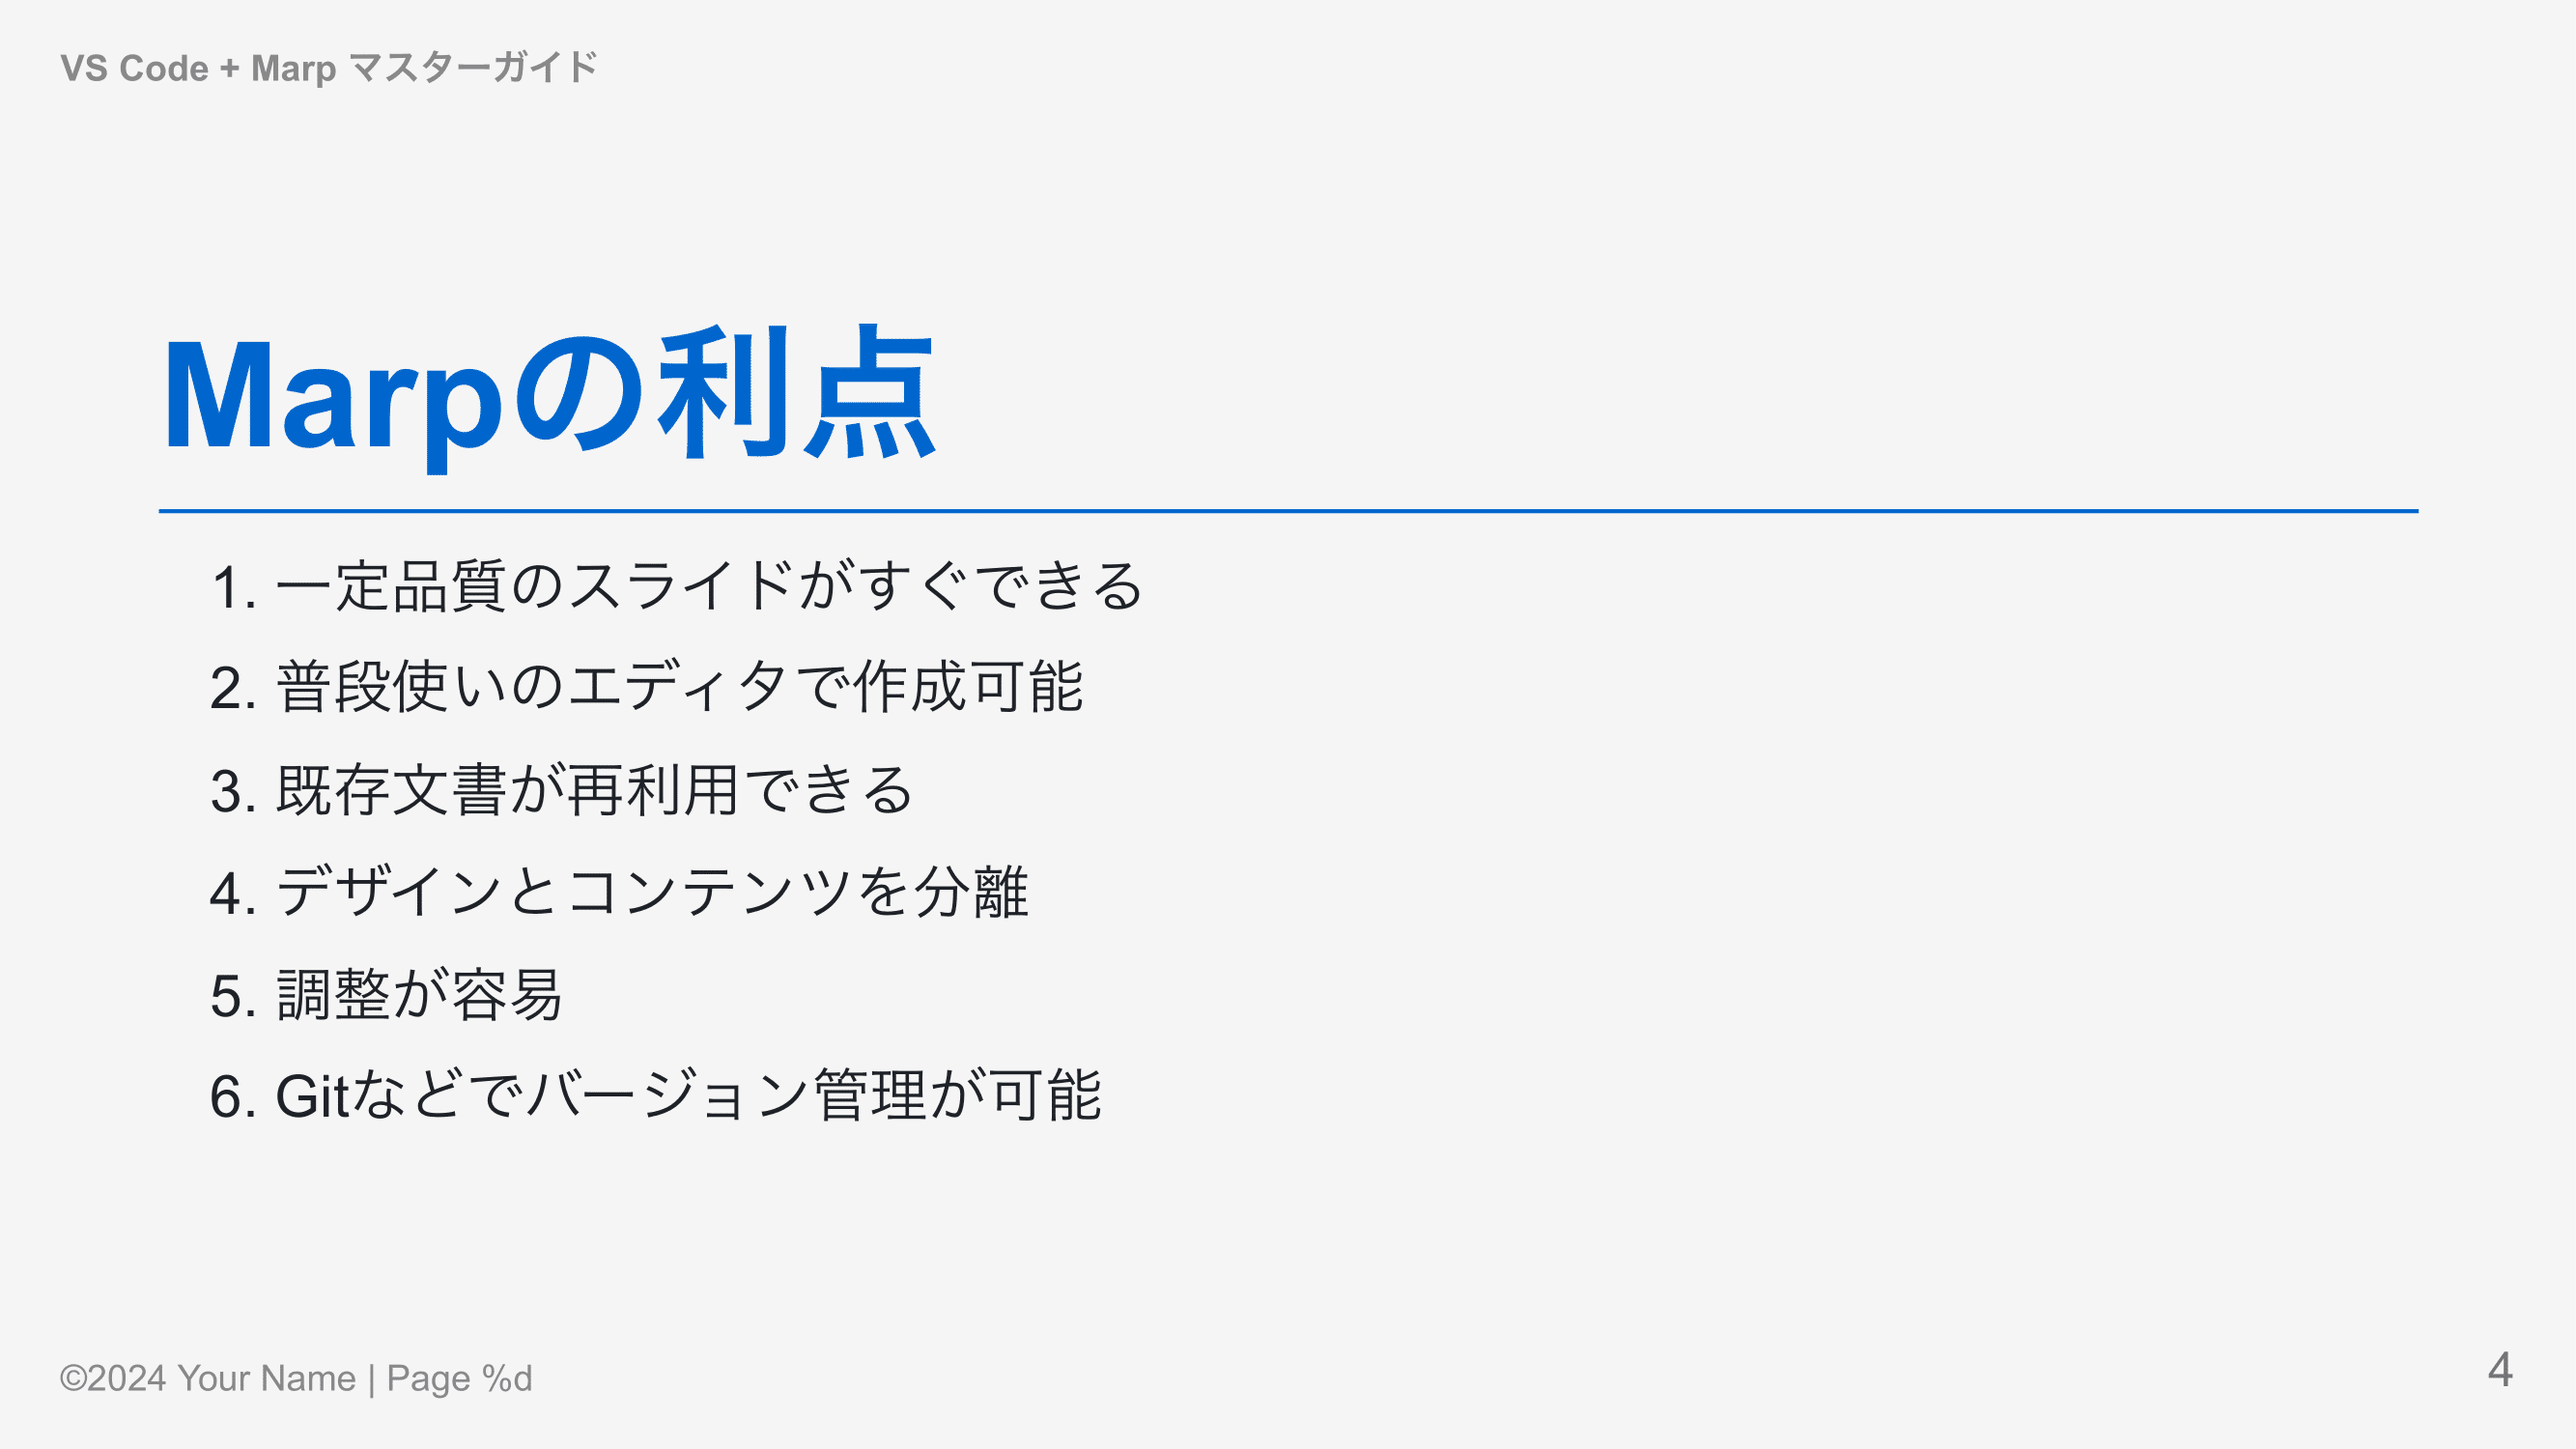 VS Code + Marp マスターガイド
Marpの利点
1. 一定品質のスライドがすぐできる
2. 普段使いのエディタで作成可能
3. 既存文書が再利用できる
4. デザインとコンテンツを分離
5. 調整が容易
6. Gitなどでバージョン管理が可能
©2024 Your Name | Page %d
4